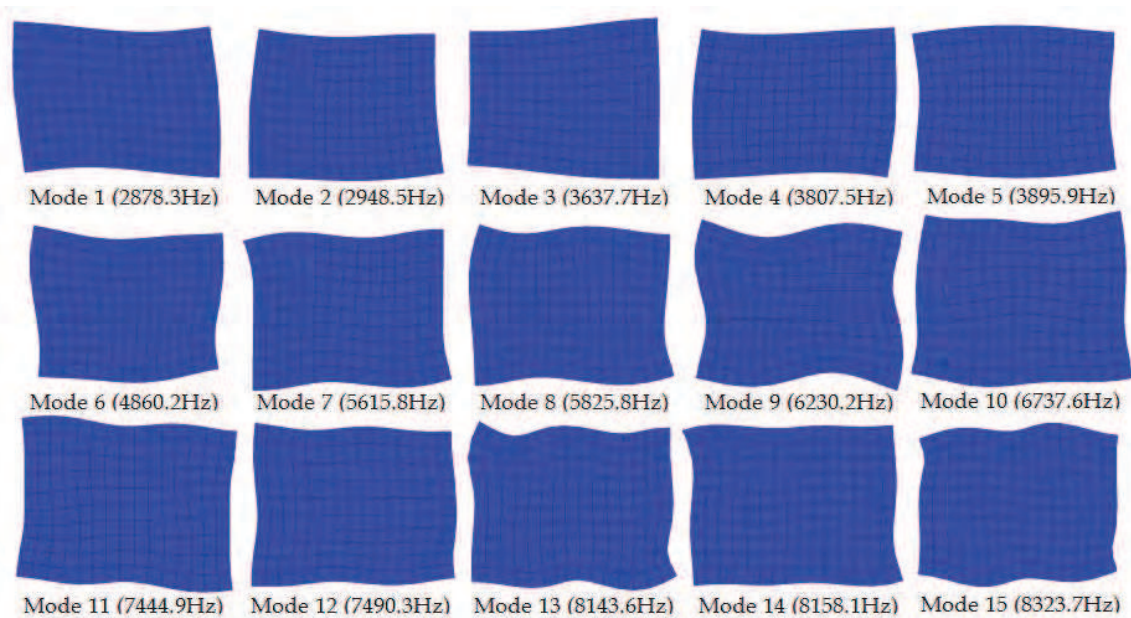 Mode 1 (2878.3Hz) Mode 2 (2948.5Hz) Mode 3 (3637.7Hz) Mode 4 (3807.5Hz) Mode 5 (3895.9Hz)
Mode 6 (4860.2Hz) Mode 7 (5615.8Hz) Mode 8 (5825.8Hz) Mode 9 (6230.2Hz) Mode 10 (6737.6Hz)
Mode 11 (7444.9Hz) Mode 12 (7490.3Hz) Mode 13 (8143.6Hz) Mode 14 (8158.1Hz) Mode 15 (8323.7Hz)